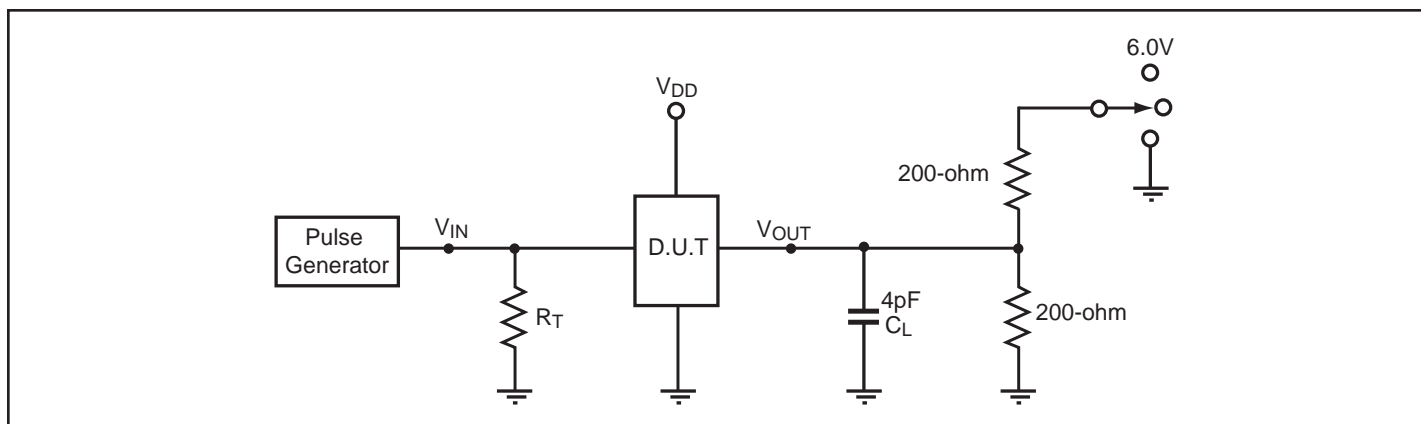 6.0V
VDD
200-ohm
Pulse
Generator
VIN
D.U.T
VOUT
RT
4pF
CL
200-ohm